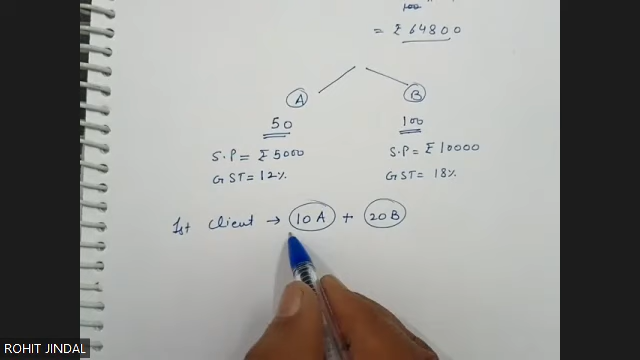 = ₹ 64800
A B
50 100
S.P = ₹ 5000 S.P = ₹ 10000
GST = 12% GST = 18%
1st Client → 10A + 20B
ROHIT JINDAL